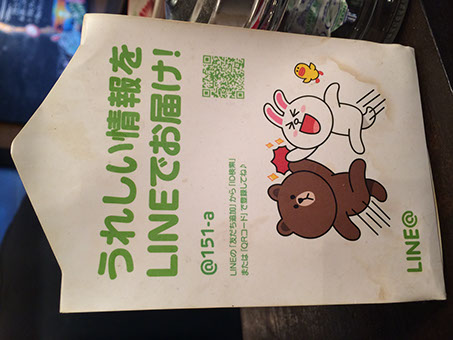 うれしい情報を
LINEでお届け!
@151-a
LINEの「友だち追加」から「ID検索」
または「QRコード」で登録してね♪
LINE@